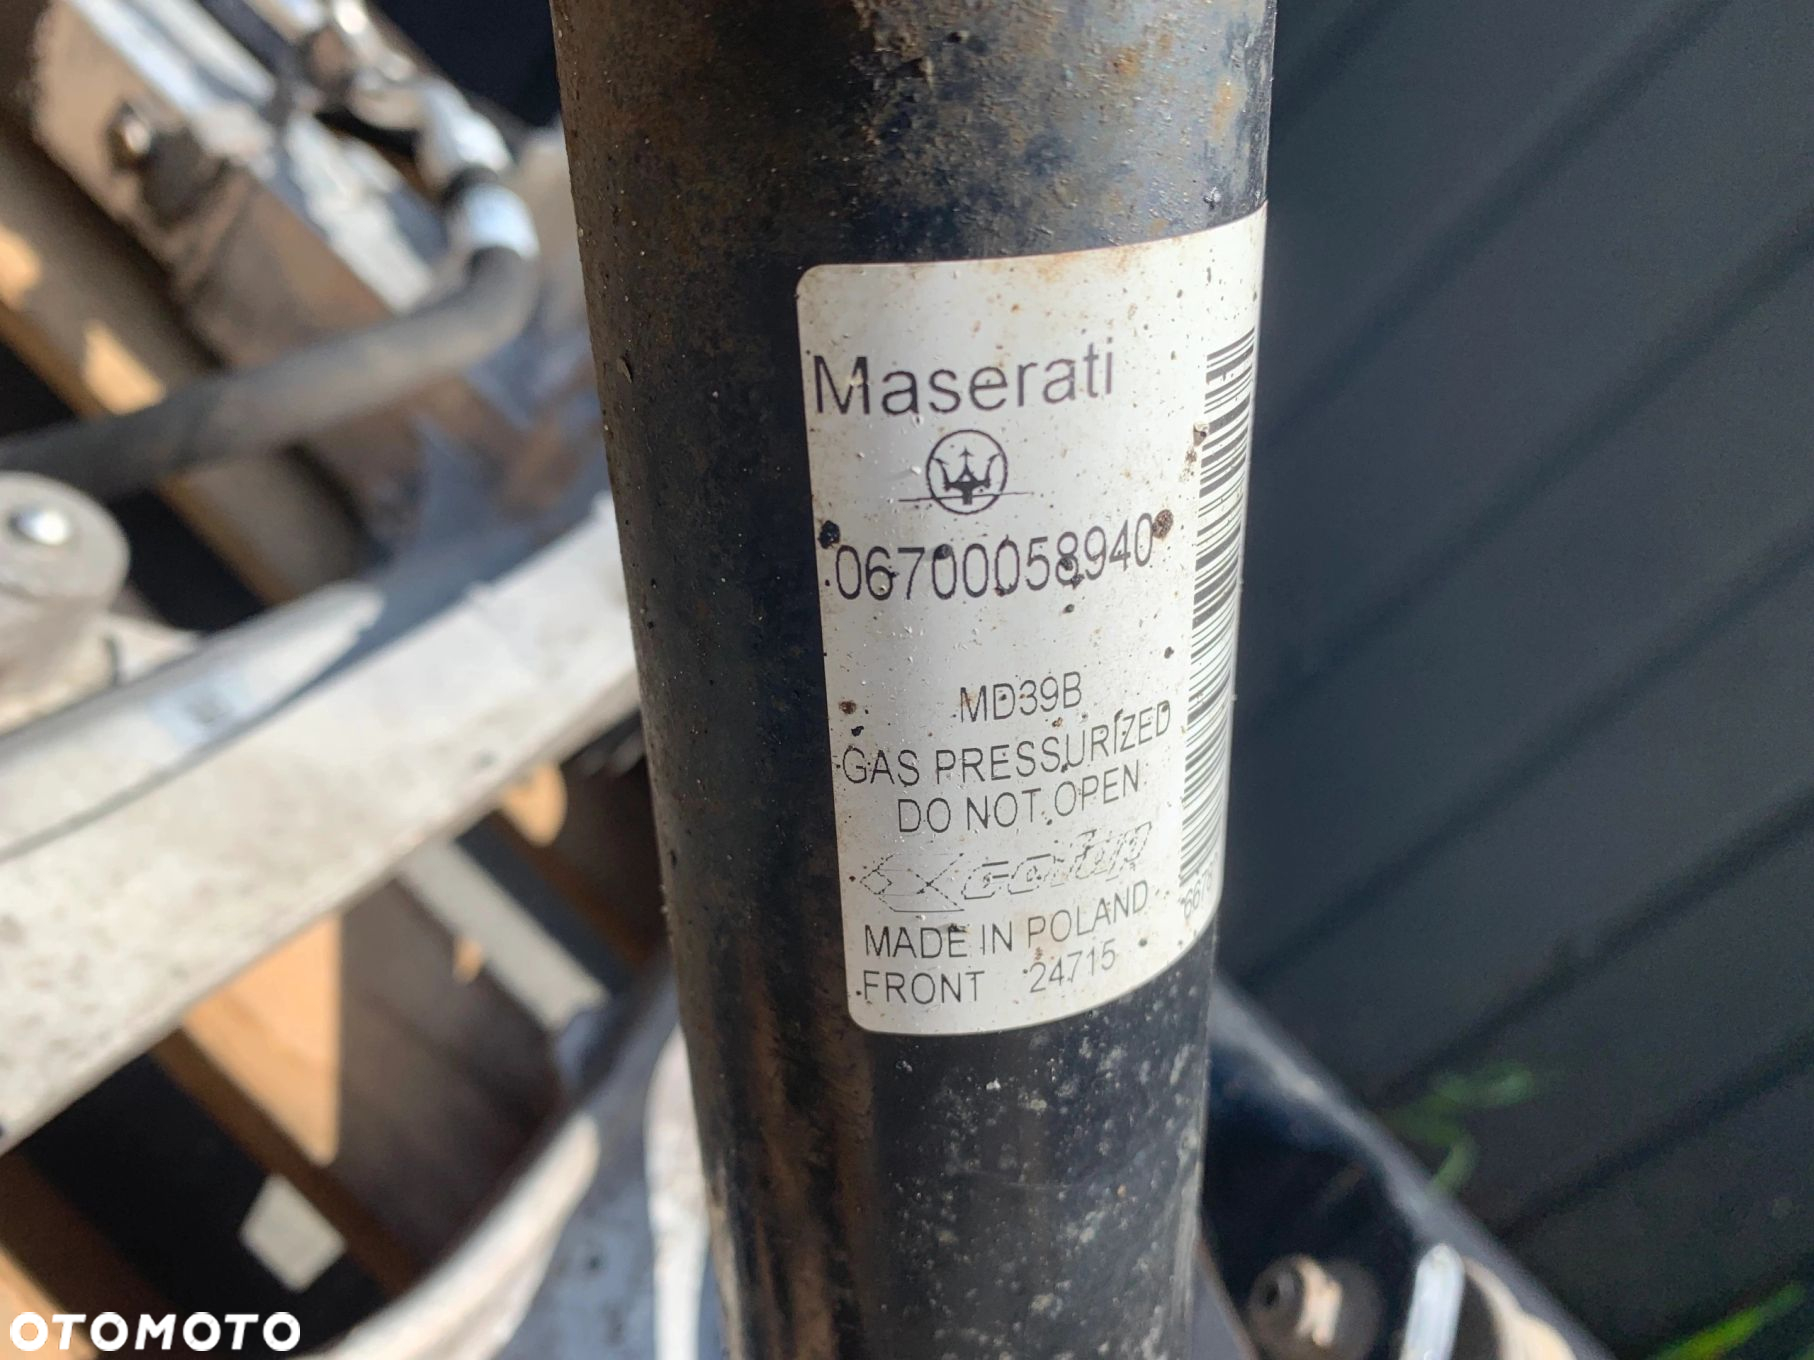 Maserati
06700058940
MD39B
GAS PRESSURIZED
DO NOT OPEN
MADE IN POLAND
FRONT 24715
OTOMOTO